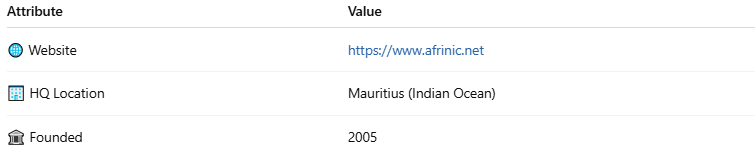 Attribute Value
Website https://www.afrinic.net
HQ Location Mauritius (Indian Ocean)
Founded 2005